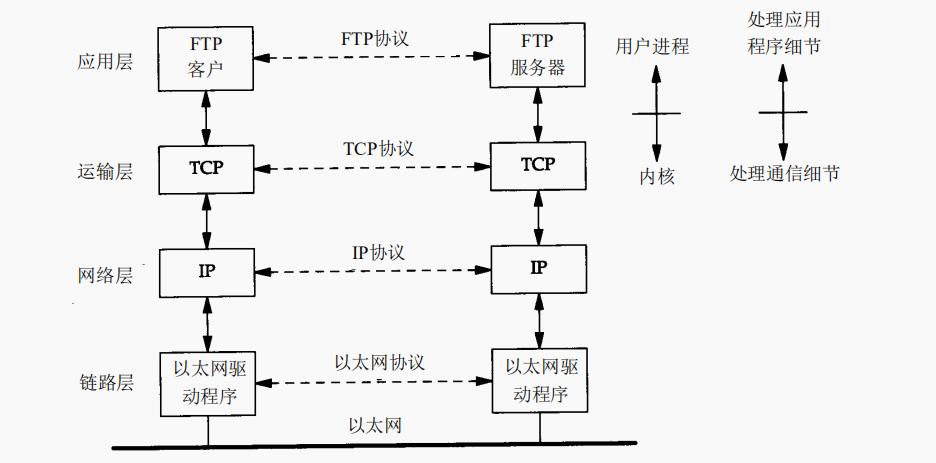 应用层
FTP
客户
FTP协议
FTP
服务器
用户进程
处理应用
程序细节
运输层
TCP
TCP协议
TCP
内核
处理通信细节
网络层
IP
IP协议
IP
链路层
以太网驱
动程序
以太网协议
以太网驱
动程序
以太网